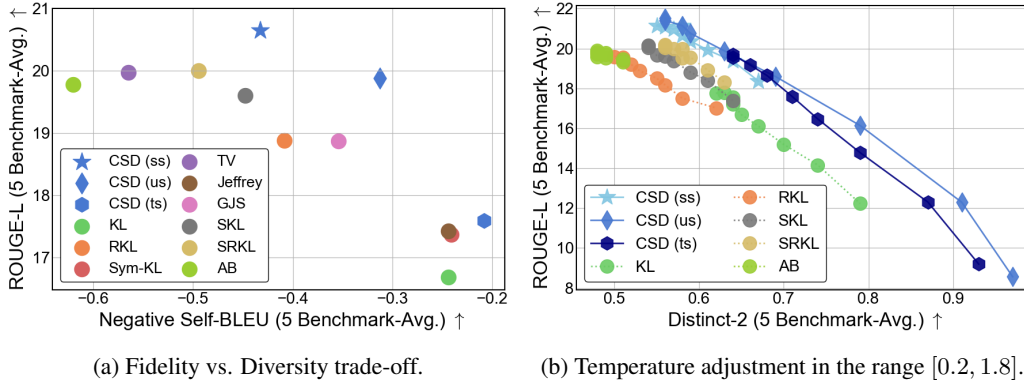 21
20
19
18
17
ROUGE-L (5 Benchmark-Avg.) ↑
CSD (ss)
CSD (us)
CSD (ts)
KL
RKL
Sym-KL
TV
Jeffrey
GJS
SKL
SRKL
AB
−0.6
−0.5
−0.4
−0.3
−0.2
Negative Self-BLEU (5 Benchmark-Avg.) ↑
(a) Fidelity vs. Diversity trade-off.
22
20
18
16
14
12
10
8
ROUGE-L (5 Benchmark-Avg.) ↑
CSD (ss)
CSD (us)
CSD (ts)
KL
RKL
SKL
SRKL
AB
0.5
0.6
0.7
0.8
0.9
Distinct-2 (5 Benchmark-Avg.) ↑
(b) Temperature adjustment in the range [0.2, 1.8].